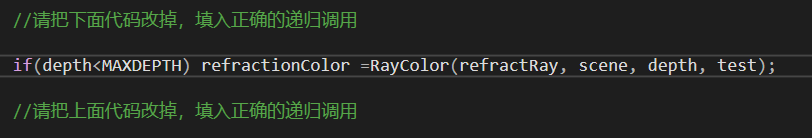 //请把下面代码改掉，填入正确的递归调用
if(depth<MAXDEPTH) refractionColor =RayColor(refractRay, scene, depth, test);
//请把上面代码改掉，填入正确的递归调用